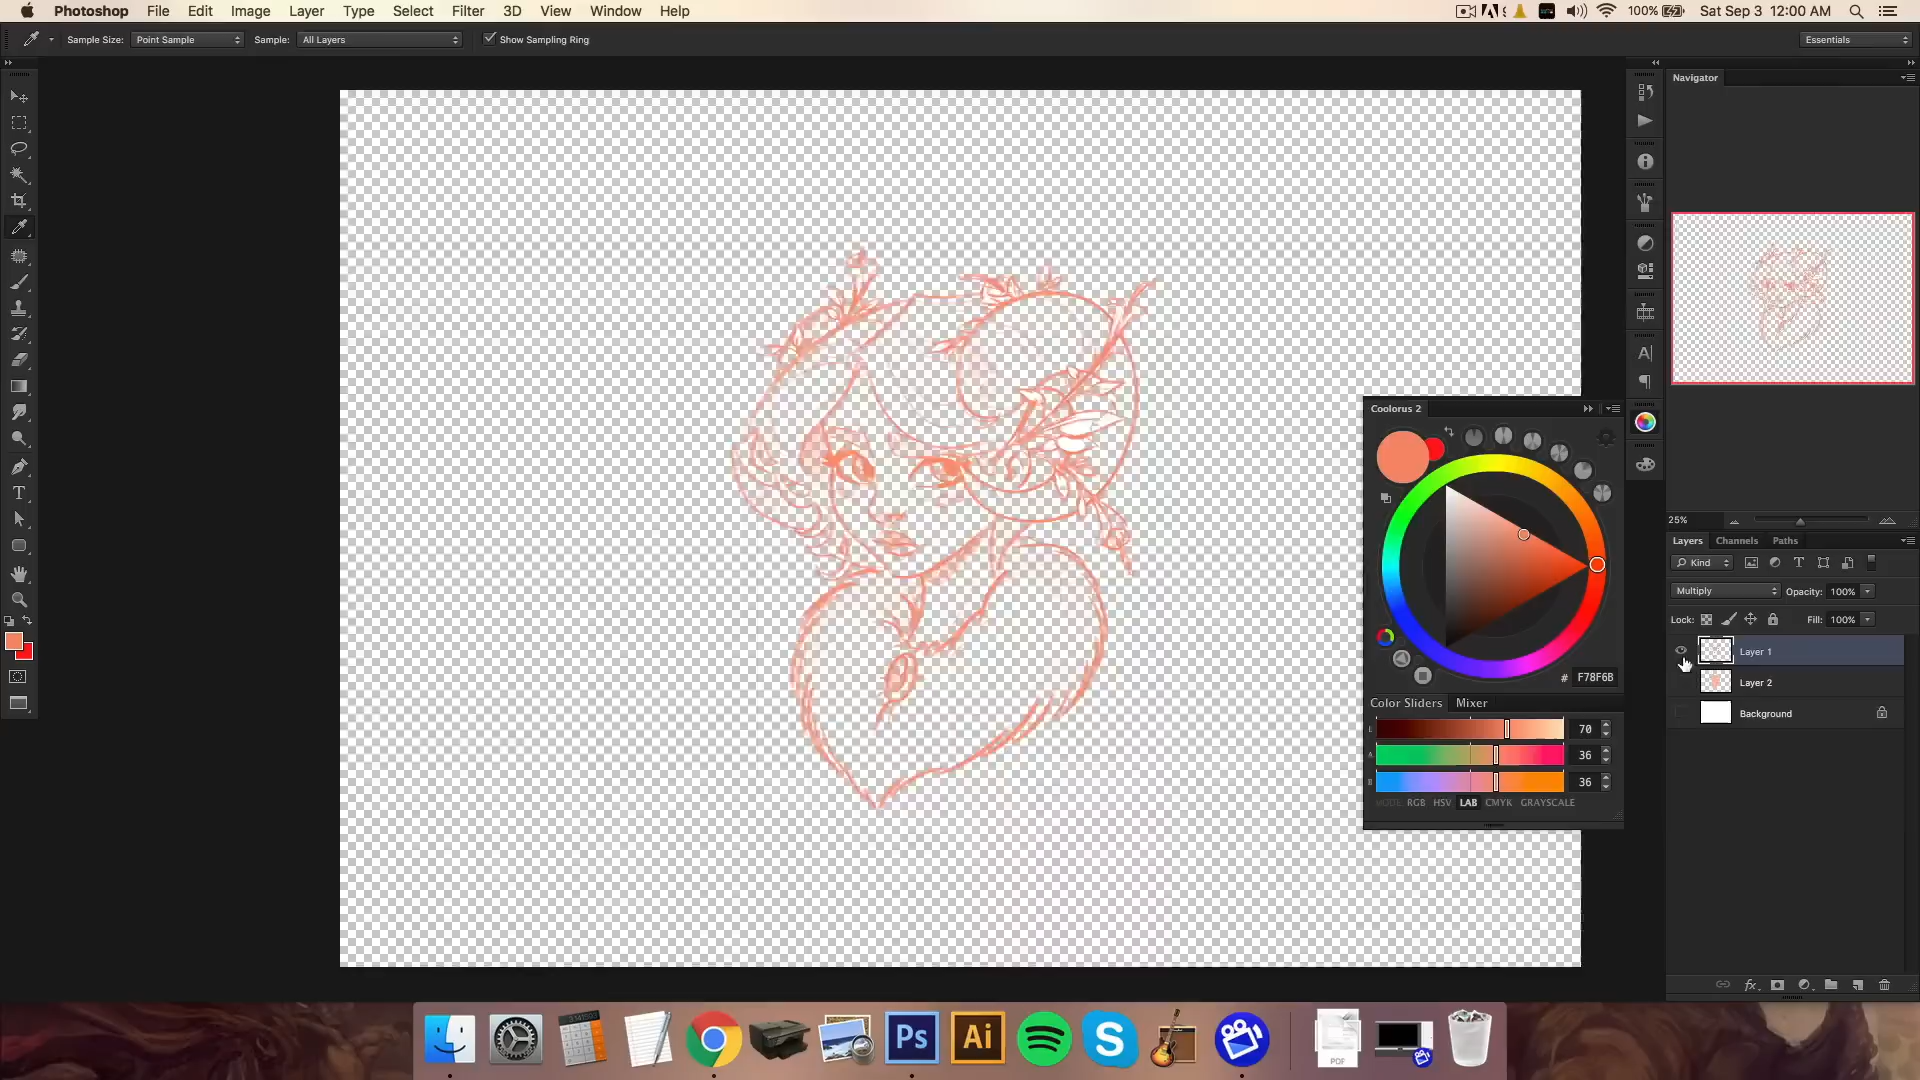 Photoshop File Edit Image Layer Type Select Filter 3D View Window Help 100% Sat Sep 3 12:00 AM
Sample Size: Point Sample Sample: All Layers Show Sampling Ring Essentials
Navigator
Coolorus 2
25%
Layers Channels Paths
Kind
Multiply Opacity: 100%
Lock: Fill: 100%
Layer 1
# F78F6B
Layer 2
Color Sliders Mixer
Background
L 70
A 36
B 36
MODE RGB HSV LAB CMYK GRAYSCALE
Ps Ai
PDF